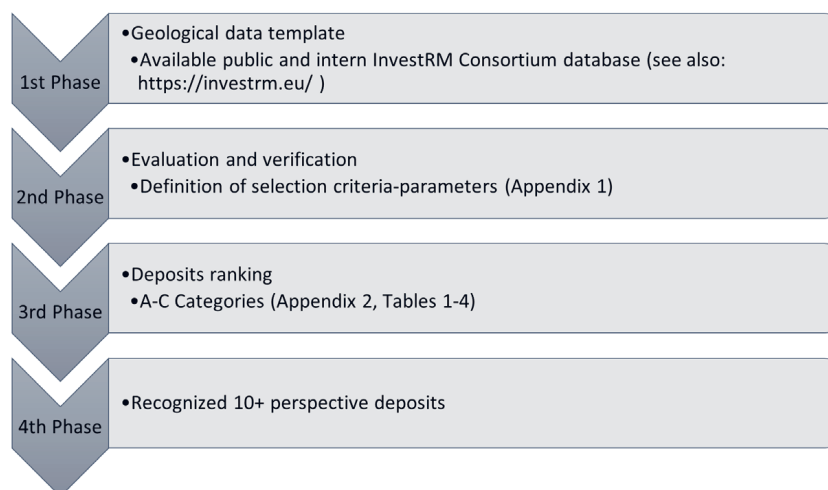 1st Phase
•Geological data template
•Available public and intern InvestRM Consortium database (see also:
https://investrm.eu/ )
2nd Phase
•Evaluation and verification
•Definition of selection criteria-parameters (Appendix 1)
3rd Phase
•Deposits ranking
•A-C Categories (Appendix 2, Tables 1-4)
4th Phase
•Recognized 10+ perspective deposits